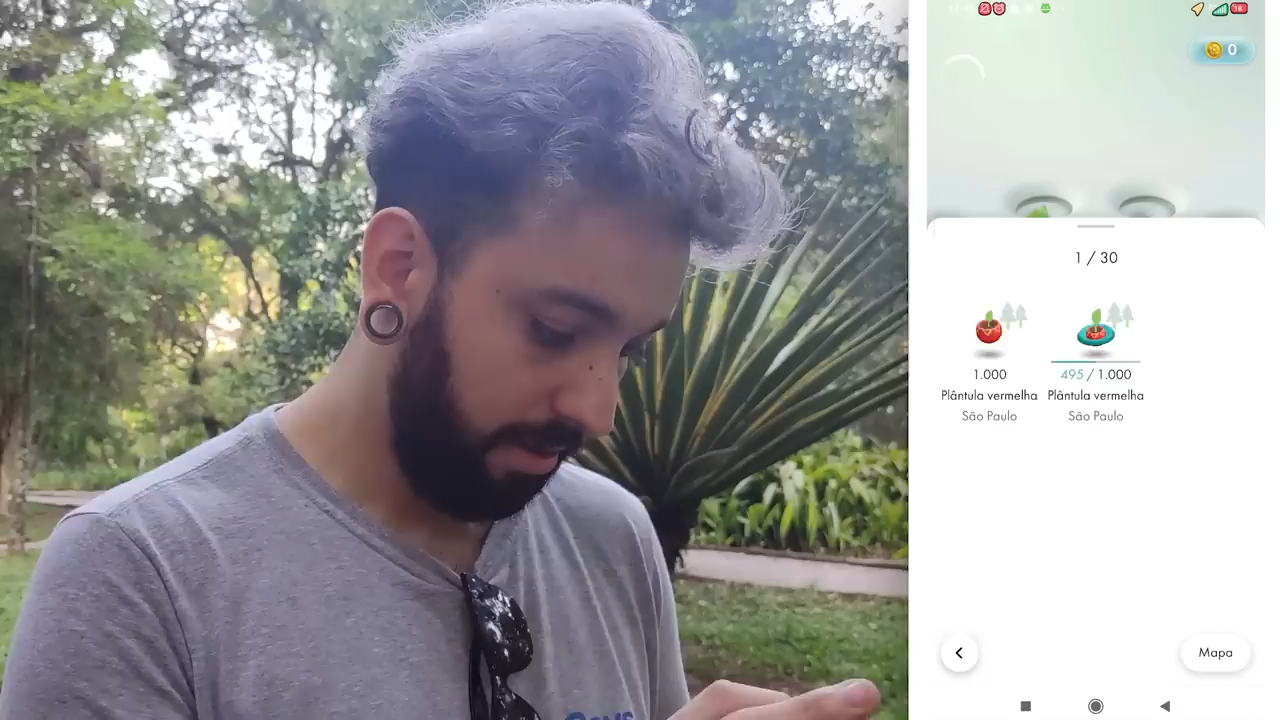 0
1 / 30
1.000
Plântula vermelha
São Paulo
495 / 1.000
Plântula vermelha
São Paulo
Mapa